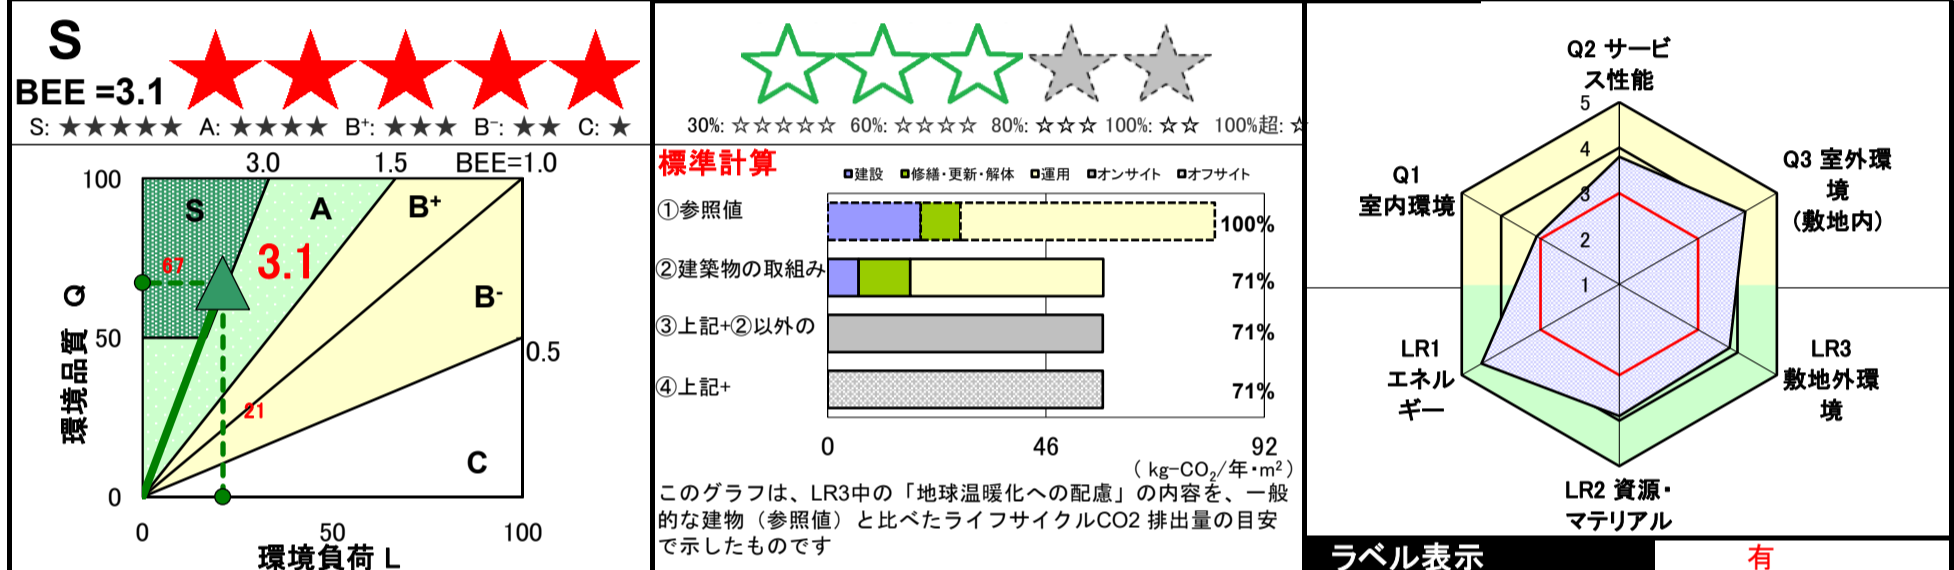 S
BEE =3.1
S: ★★★★★ A: ★★★★ B⁺: ★★★ B⁻: ★★ C: ★
3.0 1.5 BEE=1.0
100
S
A
B⁺
67
3.1
B⁻
環境品質 Q
50
0.5
21
C
0
0 50 100
環境負荷 L
30%: ☆☆☆☆☆ 60%: ☆☆☆☆ 80%: ☆☆☆ 100%: ☆☆ 100%超: ☆
標準計算
建設 修繕・更新・解体 運用 オンサイト オフサイト
①参照値
100%
②建築物の取組み
71%
③上記+②以外の
71%
④上記+
71%
0 46 92
( kg-CO₂/年・m² )
このグラフは、LR3中の「地球温暖化への配慮」の内容を、一般
的な建物(参照値)と比べたライフサイクルCO2 排出量の目安
で示したものです
Q2 サービ
ス性能
5
4
3
2
1
Q1
室内環境
Q3 室外環
境
(敷地内)
LR1
エネル
ギー
LR3
敷地外環
境
LR2 資源・
マテリアル
ラベル表示 有